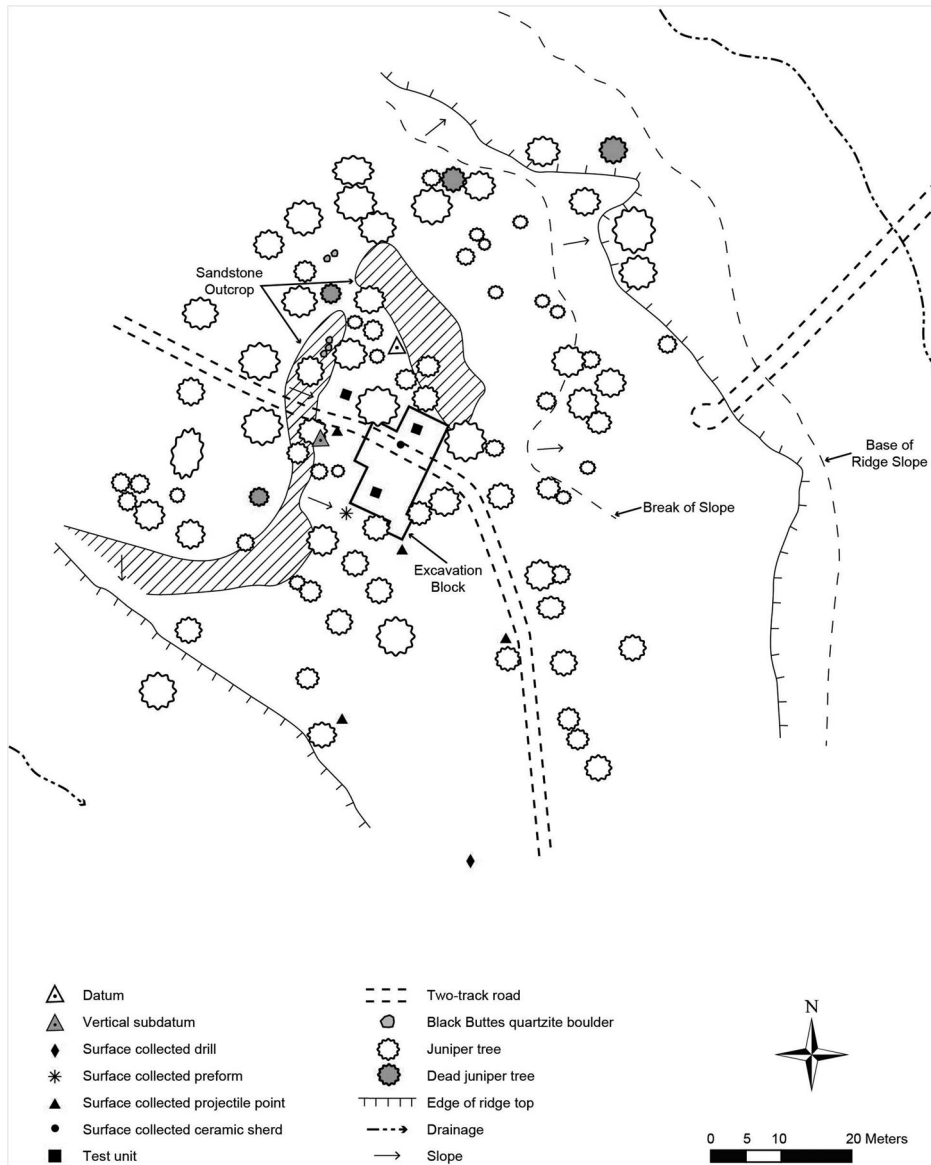 Sandstone
Outcrop
Base of
Ridge Slope
Break of Slope
Excavation
Block
Datum
Vertical subdatum
Surface collected drill
Surface collected preform
Surface collected projectile point
Surface collected ceramic sherd
Test unit
Two-track road
Black Buttes quartzite boulder
Juniper tree
Dead juniper tree
Edge of ridge top
Drainage
Slope
N
0 5 10 20 Meters